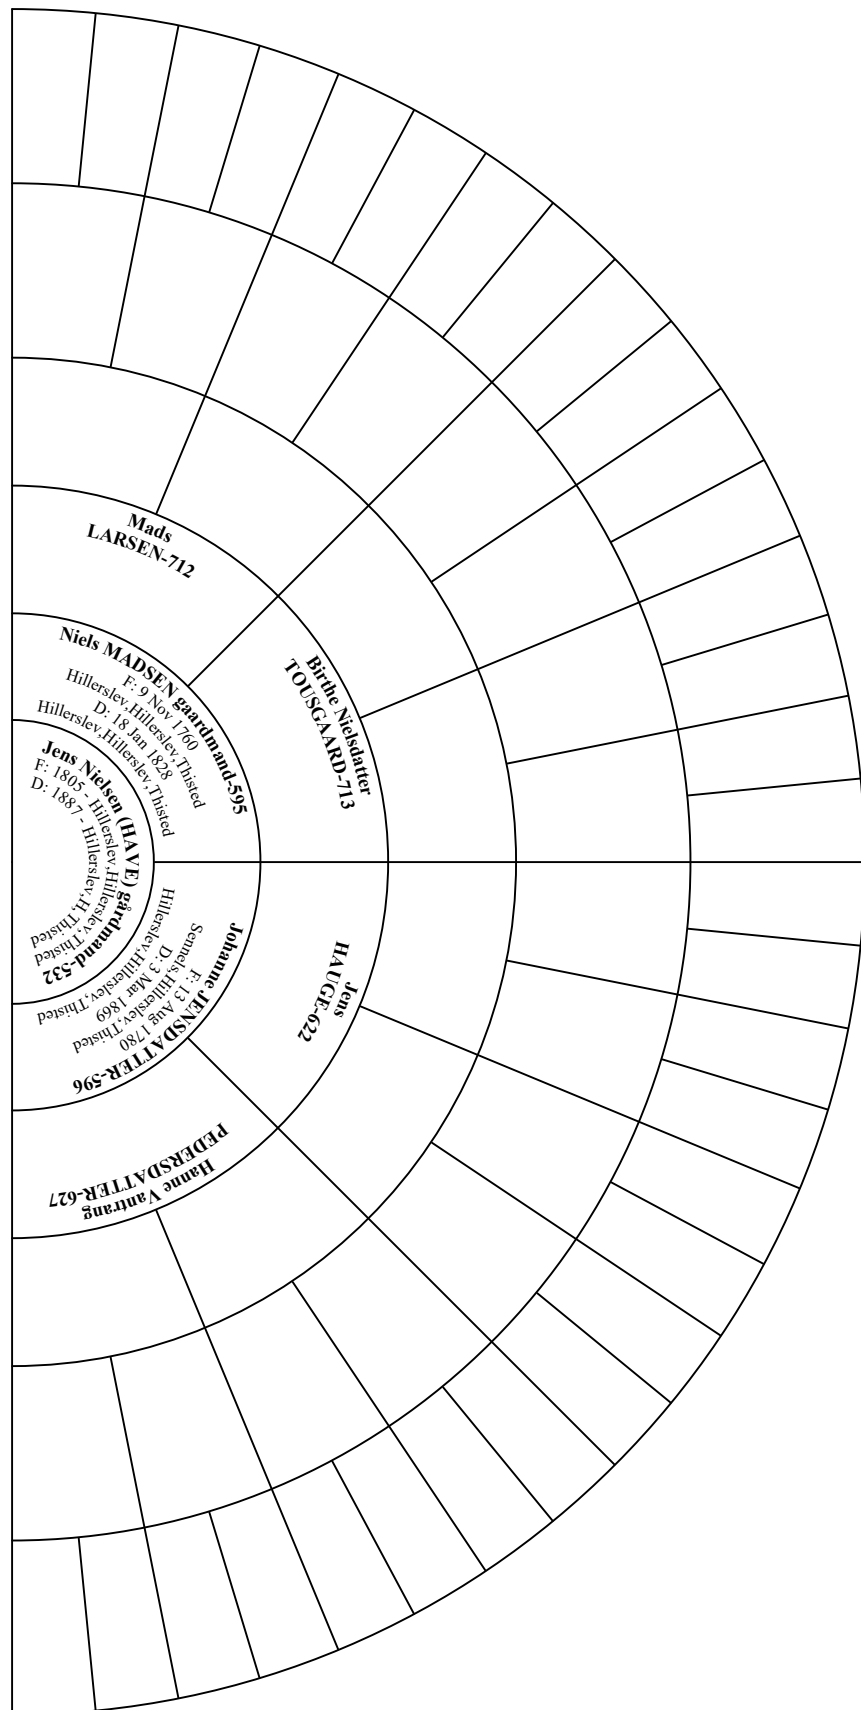 Mads
LARSEN-712
Birthe Nielsdatter
TOUSGAARD-713
Niels MADSEN gaardmand-595
F: 9 Nov 1760
Hillerslev,Hillerslev,Thisted
D: 18 Jan 1828
Hillerslev,Hillerslev,Thisted
Jens Nielsen (HAVE) gårdmand-532
F: 1805 - Hillerslev,Hillerslev,Thisted
D: 1887 - Hillerslev,H,Thisted
Johanne JENSDATTER-596
F: 13 Aug 1780
Sennels,Hillerslev,Thisted
D: 3 Mar 1869
Hillerslev,Hillerslev,Thisted
Jens
HAUGE-622
Hanne Vantrang
PEDERSDATTER-627